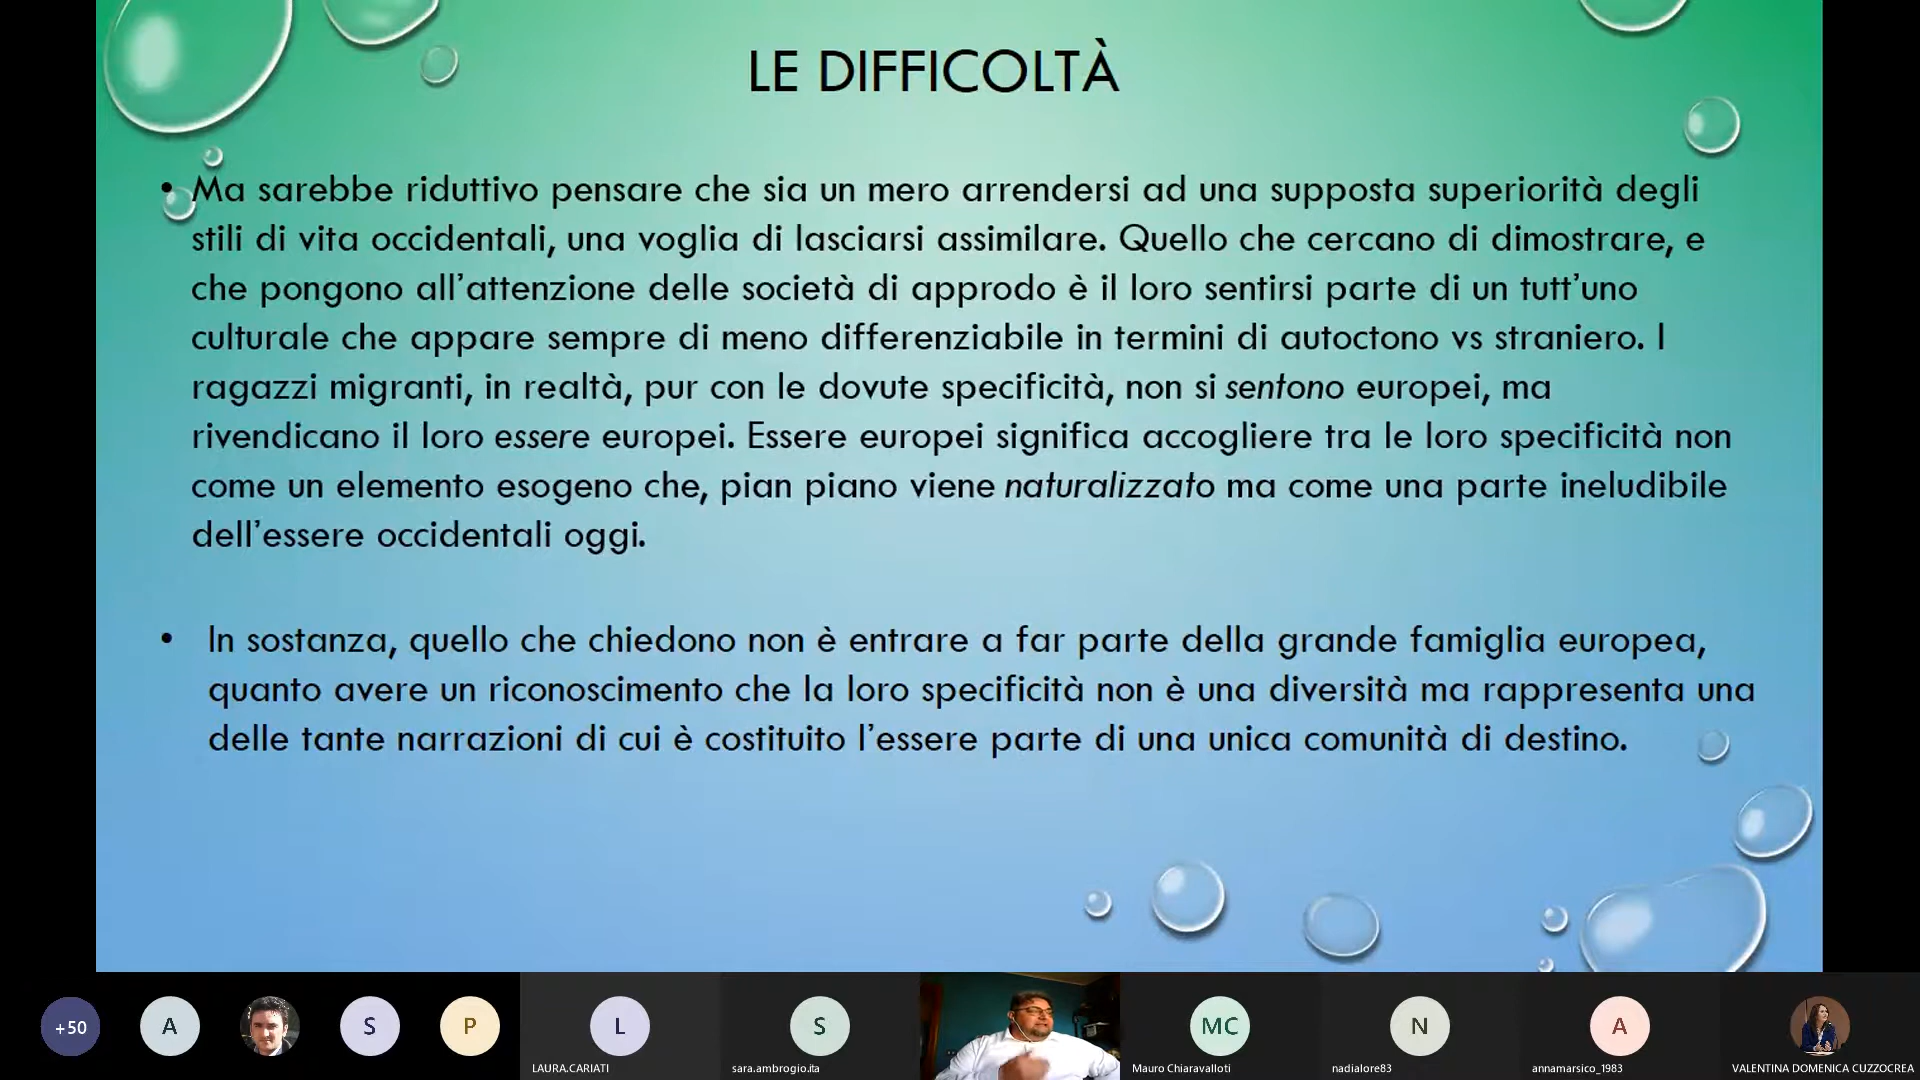 LE DIFFICOLTÀ
• Ma sarebbe riduttivo pensare che sia un mero arrendersi ad una supposta superiorità degli
stili di vita occidentali, una voglia di lasciarsi assimilare. Quello che cercano di dimostrare, e
che pongono all’attenzione delle società di approdo è il loro sentirsi parte di un tutt’uno
culturale che appare sempre di meno differenziabile in termini di autoctono vs straniero. I
ragazzi migranti, in realtà, pur con le dovute specificità, non si sentono europei, ma
rivendicano il loro essere europei. Essere europei significa accogliere tra le loro specificità non
come un elemento esogeno che, pian piano viene naturalizzato ma come una parte ineludibile
dell’essere occidentali oggi.
• In sostanza, quello che chiedono non è entrare a far parte della grande famiglia europea,
quanto avere un riconoscimento che la loro specificità non è una diversità ma rappresenta una
delle tante narrazioni di cui è costituito l’essere parte di una unica comunità di destino.
+50
A
S
P
L
S
MC
N
A
LAURA.CARIATI
sara.ambrogio.ita
Mauro Chiaravalloti
nadialore83
annamarsico_1983
VALENTINA DOMENICA CUZZOCREA